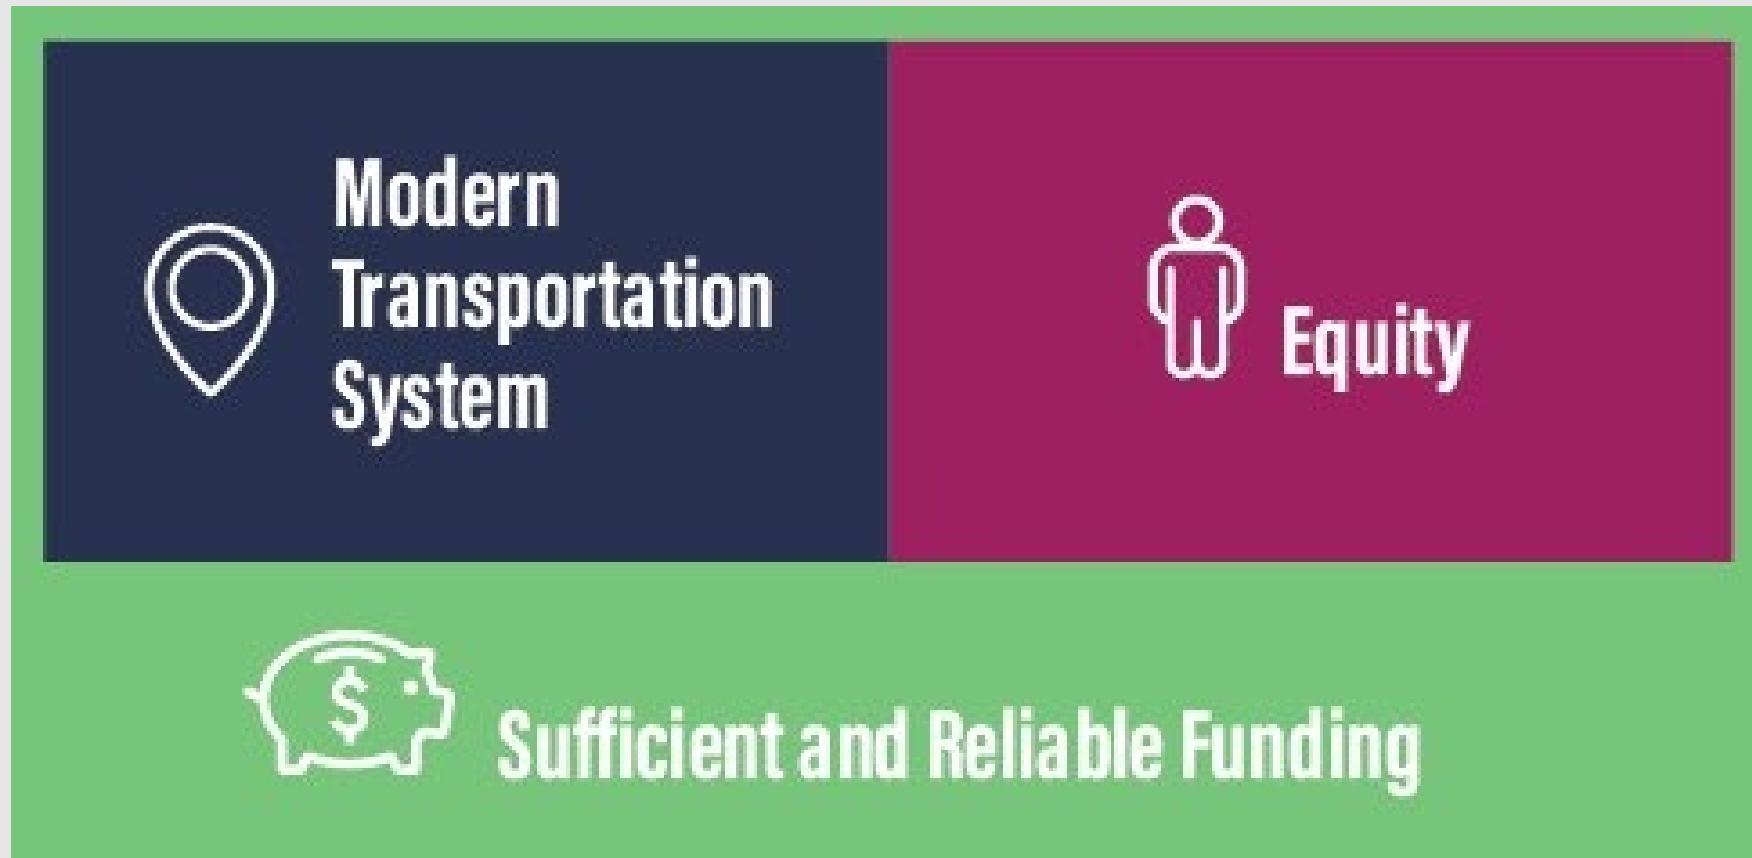 Modern
Transportation
System
Equity
$
Sufficient and Reliable Funding